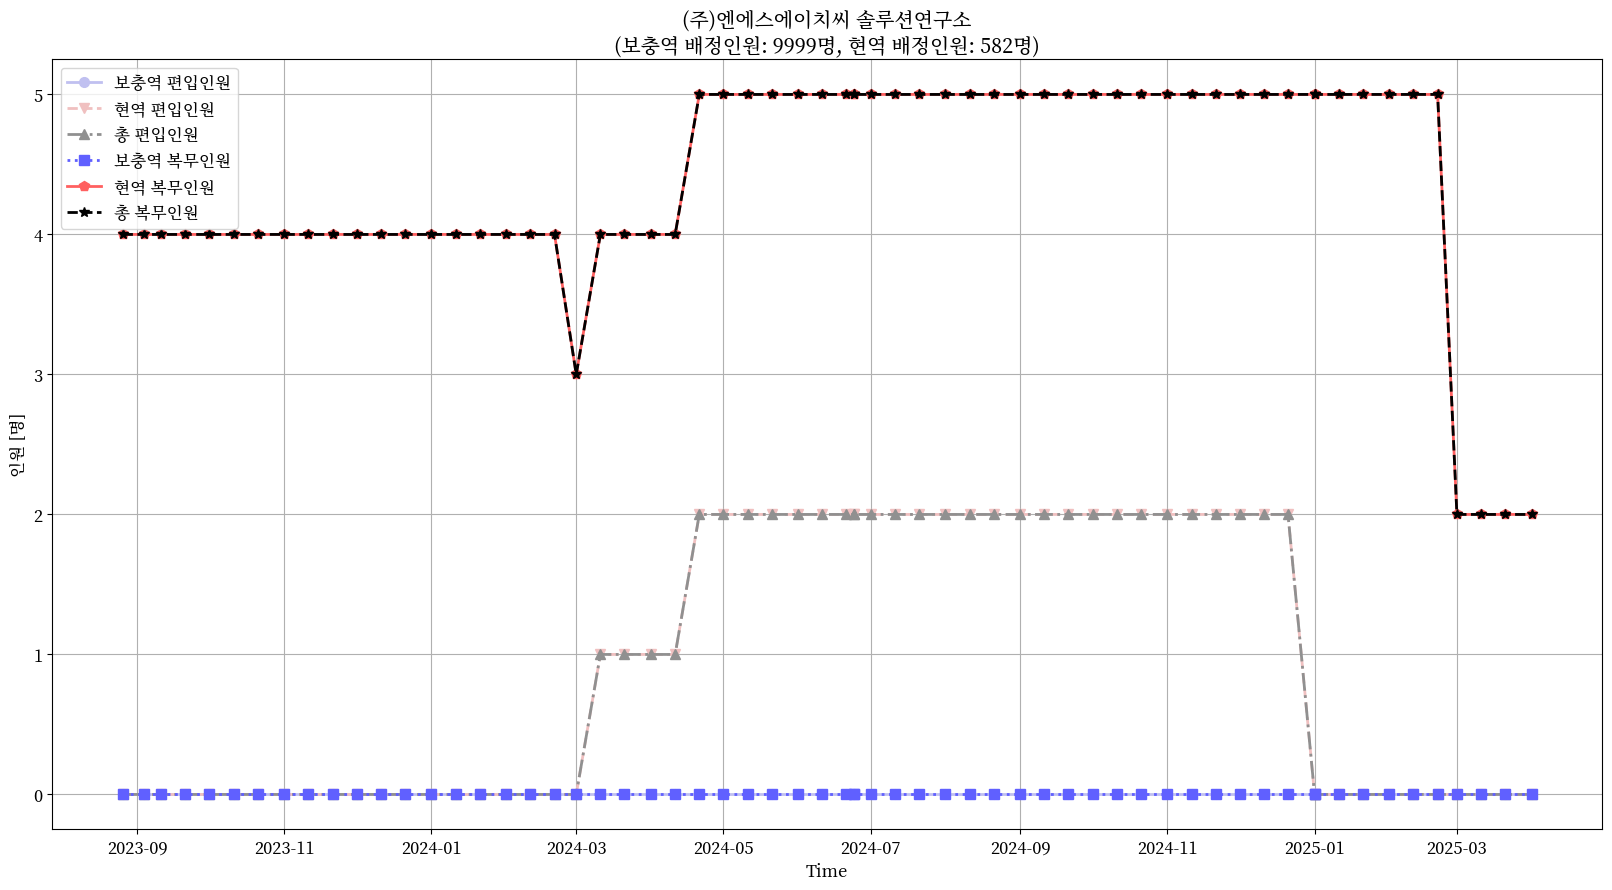 (주)엔에스에이치씨 솔루션연구소
(보충역 배정인원: 9999명, 현역 배정인원: 582명)
보충역 편입인원
현역 편입인원
총 편입인원
보충역 복무인원
현역 복무인원
총 복무인원
5
4
3
2
1
0
인원 [명]
2023-09
2023-11
2024-01
2024-03
2024-05
2024-07
2024-09
2024-11
2025-01
2025-03
Time